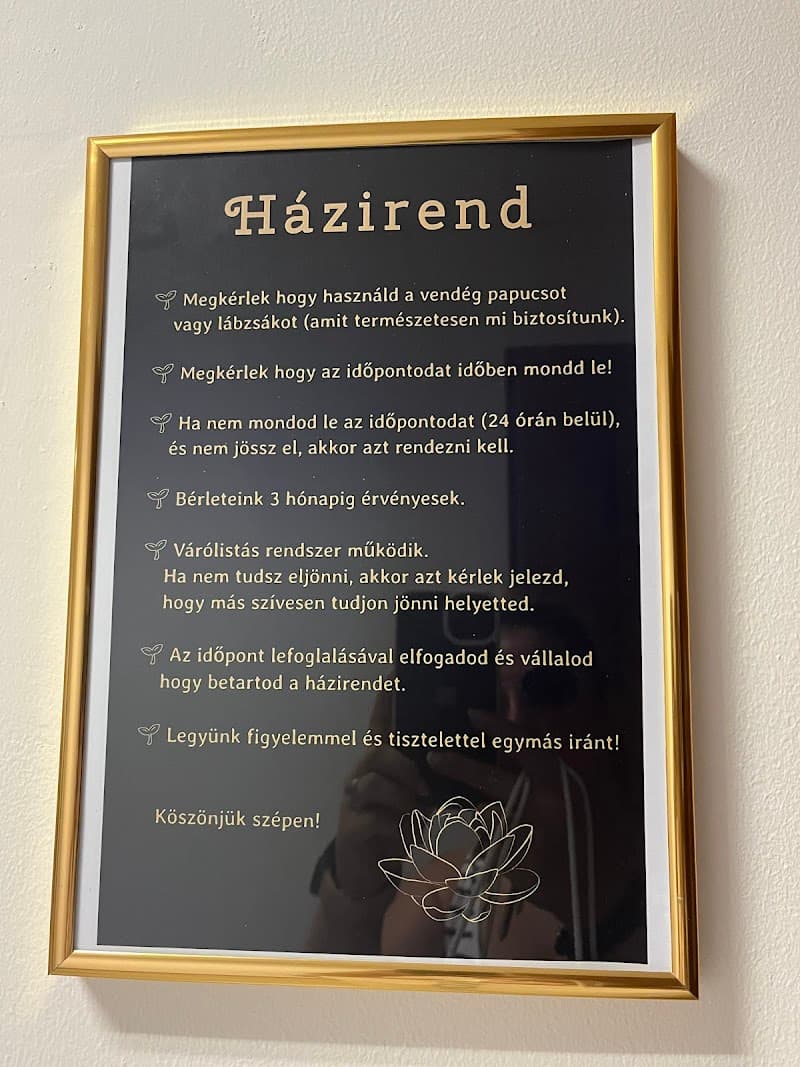 Házirend
Megkérlek hogy használd a vendég papucsot
vagy lábzsákot (amit természetesen mi biztosítunk).
Megkérlek hogy az időpontodat időben mondd le!
Ha nem mondod le az időpontodat (24 órán belül),
és nem jössz el, akkor azt rendezni kell.
Bérleteink 3 hónapig érvényesek.
Várólistás rendszer működik.
Ha nem tudsz eljönni, akkor azt kérlek jelezd,
hogy más szívesen tudjon jönni helyetted.
Az időpont lefoglalásával elfogadod és vállalod
hogy betartod a házirendet.
Legyünk figyelemmel és tisztelettel egymás iránt!
Köszönjük szépen!